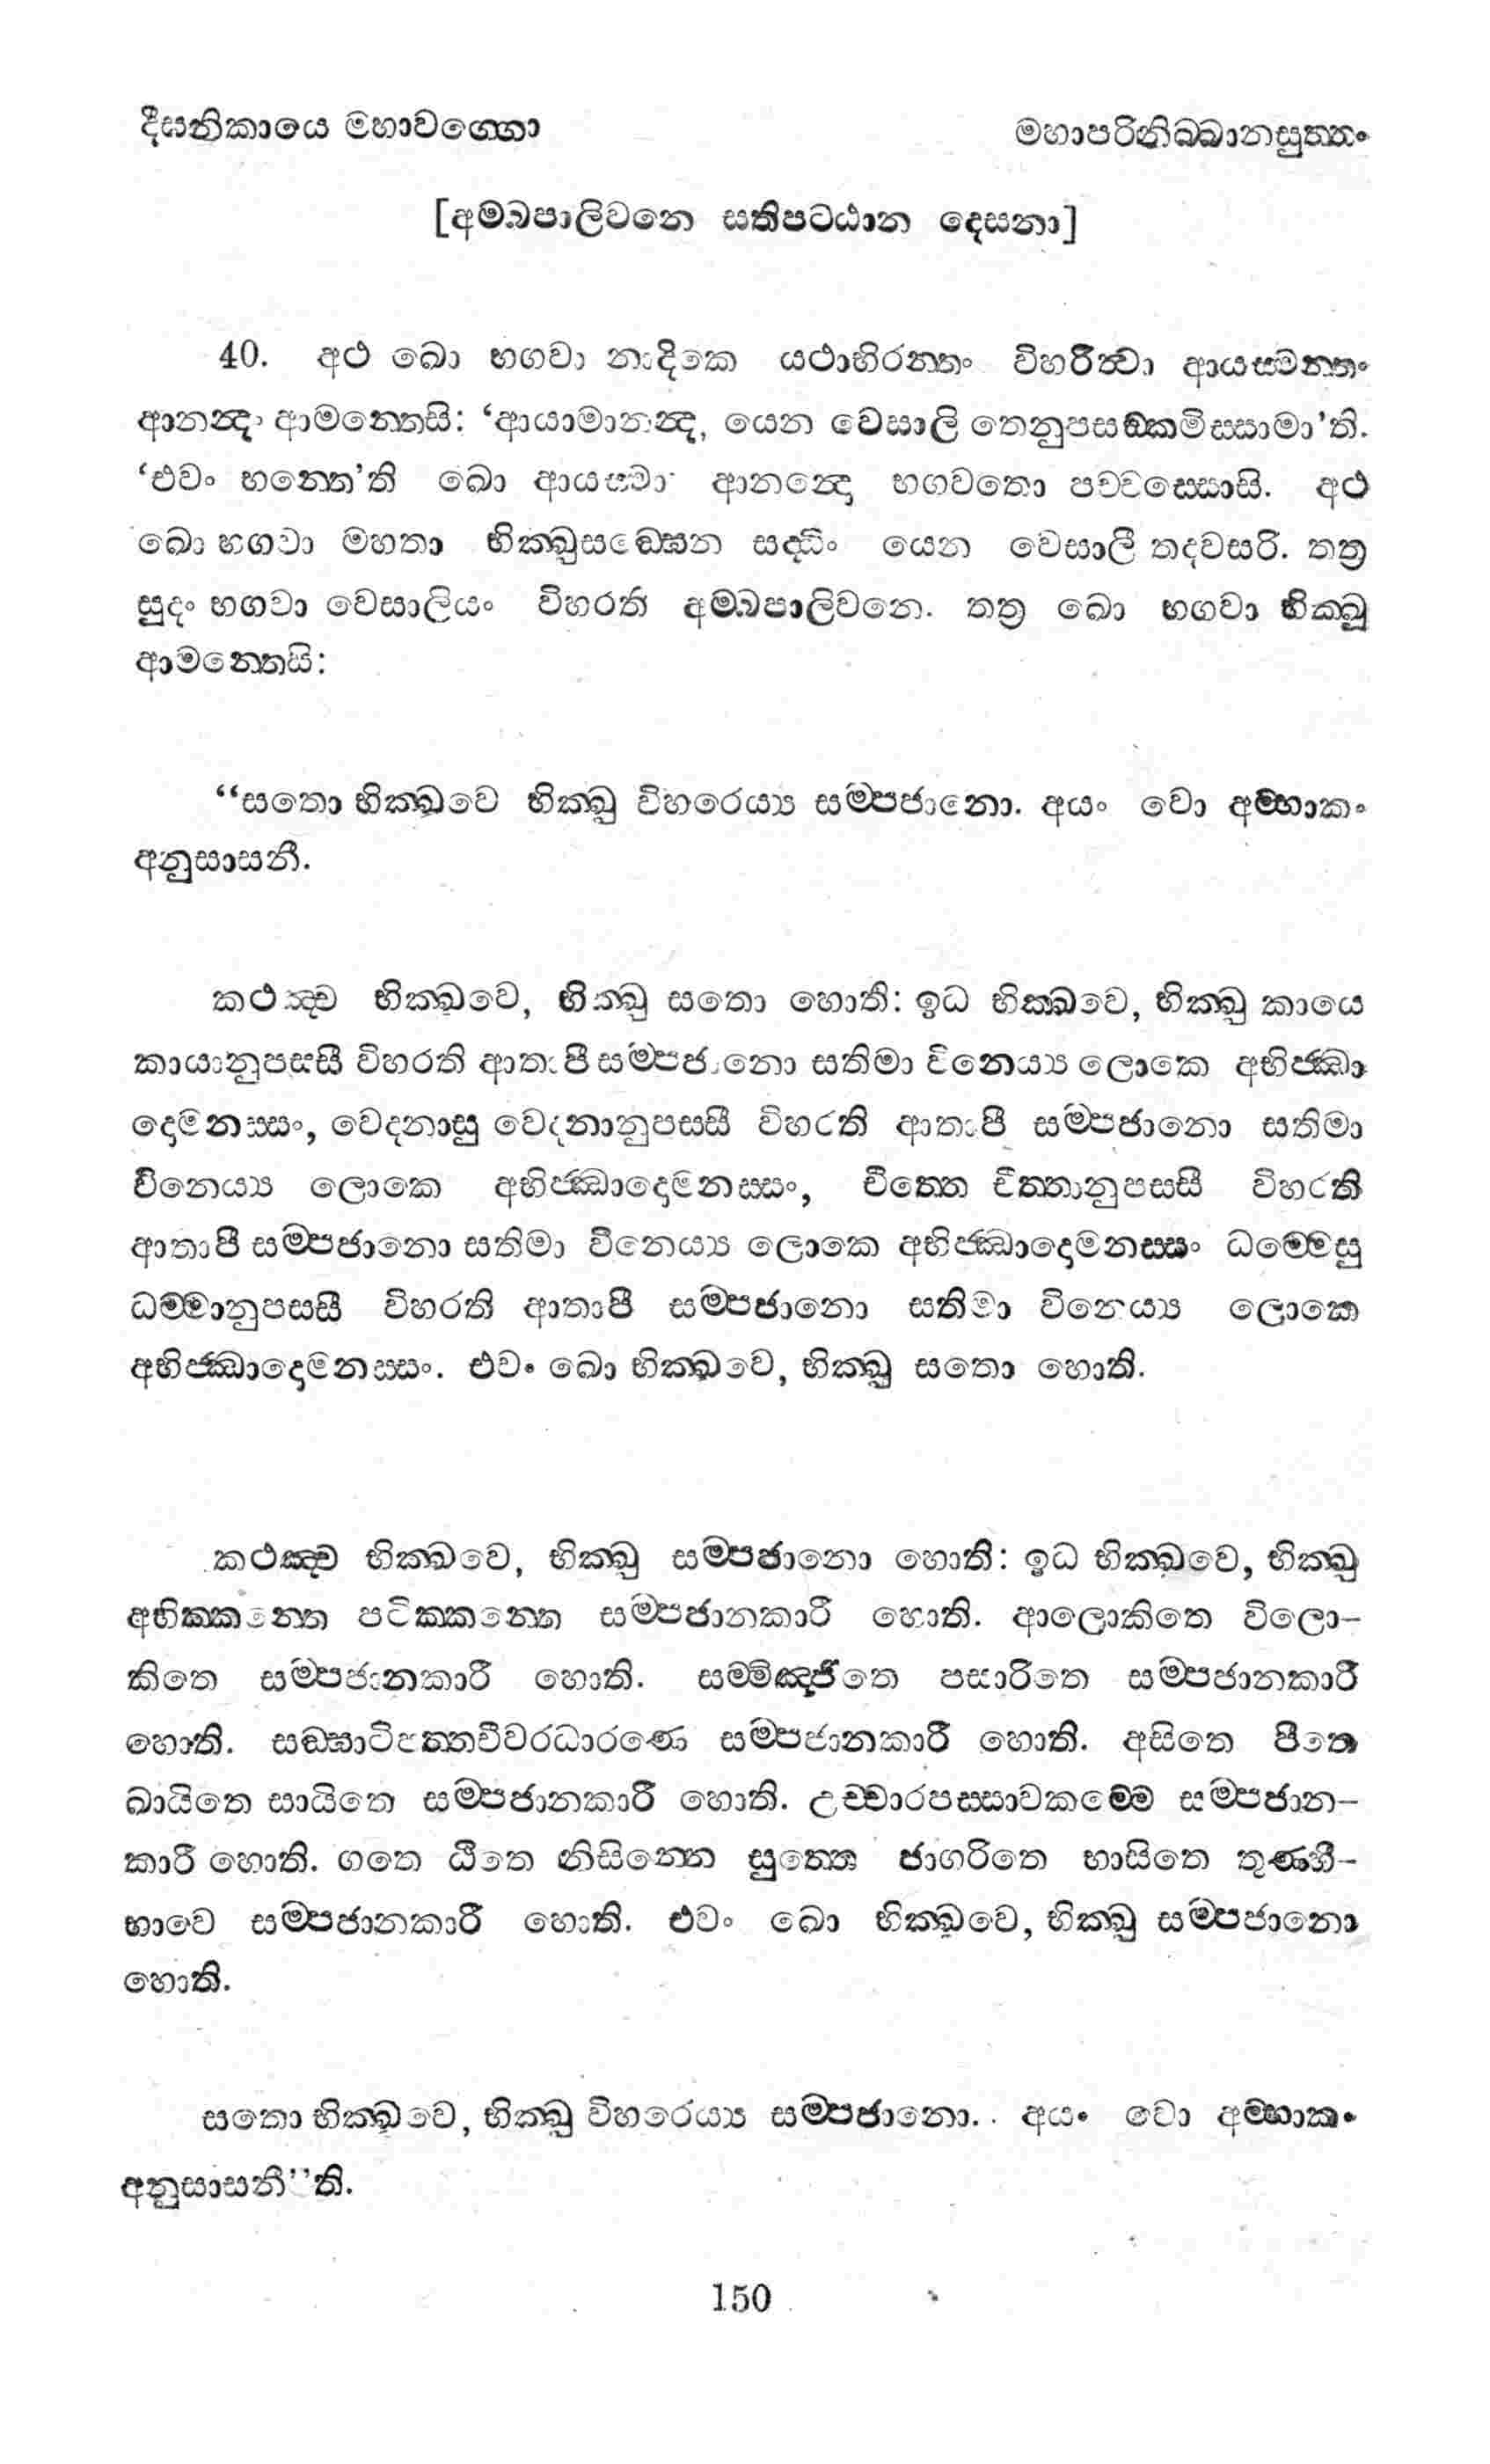 දීඝනිකායෙ මහාවග්ගො
මහාපරිනිබ්බානසුත්තං
[අම්බපාලිවනෙ සතිපට්ඨාන දෙසනා]
40. අථ ඛො භගවා නාදිකෙ යථාභිරන්තං විහරිත්වා ආයස්මන්තං
ආනන්දං ආමන්තෙසි: ‘ආයාමානන්ද, යෙන වෙසාලි තෙනුපසඞ්කමිස්සාමා’ති.
‘එවං භන්තෙ’ති ඛො ආයස්මා ආනන්දො භගවතො පච්චස්සොසි. අථ
ඛො භගවා මහතා භික්ඛුසඞ්ඝෙන සද්ධිං යෙන වෙසාලී තදවසරි. තත්‍ර
සුදං භගවා වෙසාලියං විහරති අම්බපාලිවනෙ. තත්‍ර ඛො භගවා භික්ඛූ
ආමන්තෙසි:
“සතො භික්ඛවෙ භික්ඛු විහරෙය්‍ය සම්පජානො. අයං වො අම්හාකං
අනුසාසනී.
කථඤ්ච භික්ඛවෙ, භික්ඛු සතො හොති: ඉධ භික්ඛවෙ, භික්ඛු කායෙ
කායානුපස්සී විහරති ආතාපී සම්පජානො සතිමා විනෙය්‍ය ලොකෙ අභිජ්ඣා
දොමනස්සං, වෙදනාසු වෙදනානුපස්සී විහරති ආතාපී සම්පජානො සතිමා
විනෙය්‍ය ලොකෙ අභිජ්ඣාදොමනස්සං, චිත්තෙ චිත්තානුපස්සී විහරති
ආතාපී සම්පජානො සතිමා විනෙය්‍ය ලොකෙ අභිජ්ඣාදොමනස්සං ධම්මෙසු
ධම්මානුපස්සී විහරති ආතාපී සම්පජානො සතිමා විනෙය්‍ය ලොකෙ
අභිජ්ඣාදොමනස්සං. එවං ඛො භික්ඛවෙ, භික්ඛු සතො හොති.
කථඤ්ච භික්ඛවෙ, භික්ඛු සම්පජානො හොති: ඉධ භික්ඛවෙ, භික්ඛු
අභික්කන්තෙ පටික්කන්තෙ සම්පජානකාරී හොති. ආලොකිතෙ විලො-
කිතෙ සම්පජානකාරී හොති. සම්මිඤ්ජිතෙ පසාරිතෙ සම්පජානකාරී
හොති. සඞ්ඝාටිපත්තචීවරධාරණෙ සම්පජානකාරී හොති. අසිතෙ පීතෙ
ඛායිතෙ සායිතෙ සම්පජානකාරී හොති. උච්චාරපස්සාවකම්මෙ සම්පජාන-
කාරී හොති. ගතෙ ඨිතෙ නිසින්නෙ සුත්තෙ ජාගරිතෙ භාසිතෙ තුණ්හී-
භාවෙ සම්පජානකාරී හොති. එවං ඛො භික්ඛවෙ, භික්ඛු සම්පජානො
හොති.
සතො භික්ඛවෙ, භික්ඛු විහරෙය්‍ය සම්පජානො. අයං වො අම්හාකං
අනුසාසනී”ති.
150